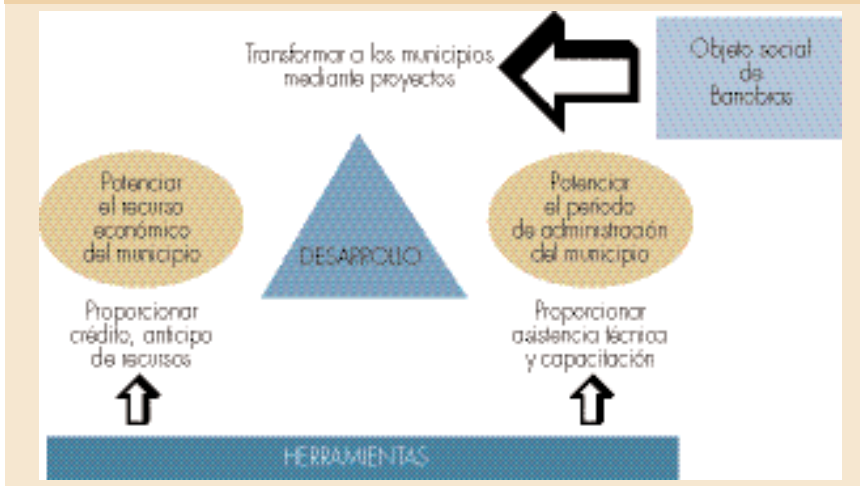 Transformar a los municipios
mediante proyectos
Objeto social
de
Banobras
Potenciar
el recurso
económico
del municipio
DESARROLLO
Potenciar
el período
de administración
del municipio
Proporcionar
crédito, anticipo
de recursos
Proporcionar
asistencia técnica
y capacitación
HERRAMIENTAS